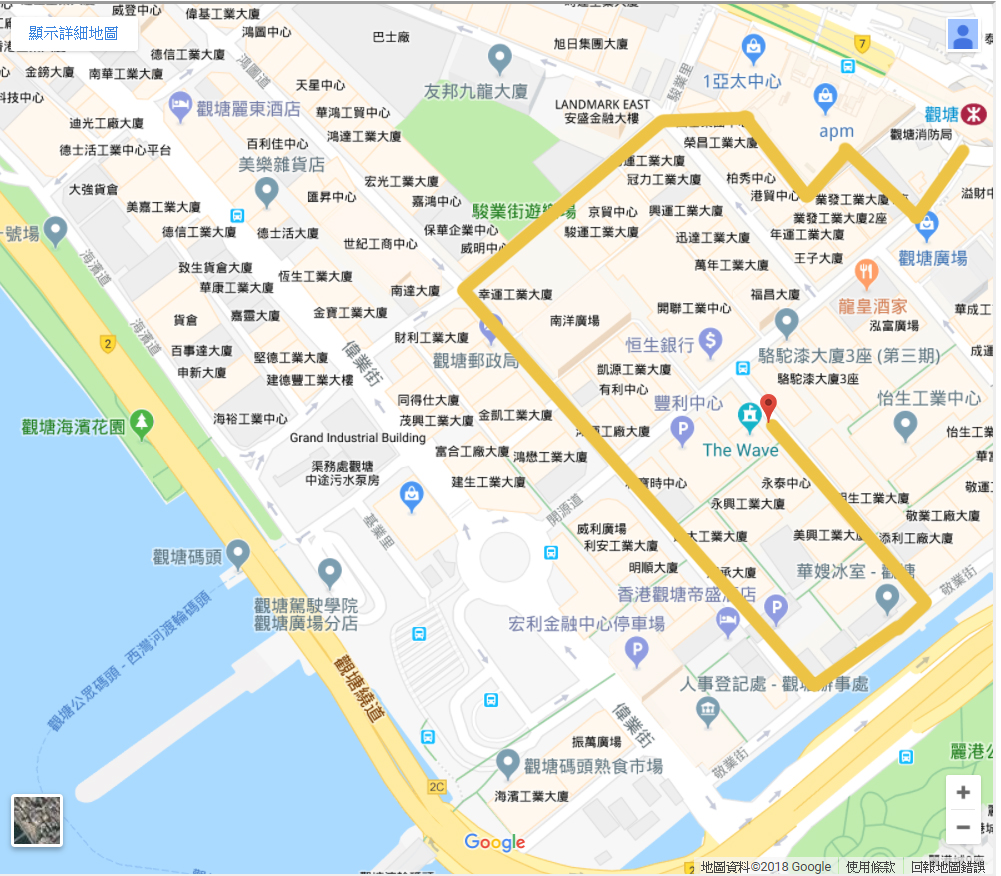 威登中心
偉基工業大廈
顯示詳細地圖
鴻圖中心
巴士廠
旭日集團大廈
德信工業大廈
鴻圖道
7
金鎊大廈
南華工業大廈
友邦九龍大廈
1亞太中心
駿業里
天星中心
科技中心
觀塘麗東酒店
華鴻工貿中心
LANDMARK EAST
安盛金融大樓
觀塘
迪光工廠大廈
鴻達工業大廈
apm
觀塘消防局
百利佳中心
榮昌工業大廈
德士活工業中心平台
美樂雜貨店
運工業大廈
宏光工業大廈
冠力工業大廈
柏秀中心
大強貨倉
匯昇中心
港貿中心
業發工業大廈
溢財中
嘉鴻中心
美嘉工業大廈
駿業街遊樂場
京貿中心
興運工業大廈
業發工業大廈2座
保華企業中心
德信工業大廈
德士活大廈
駿運工業大廈
迅達工業大廈
年運工業大廈
號場
世紀工商中心
威明中心
觀塘廣場
王子大廈
致生貨倉大廈
恆生工業大廈
萬年工業大廈
海濱道
華康工業大廈
南達大廈
幸運工業大廈
福昌大廈
龍皇酒家
華成工
貨倉
嘉靈大廈
金寶工業大廈
開聯工業中心
南洋廣場
泓富廣場
海濱道
財利工業大廈
恒生銀行
2
百事達大廈
堅德工業大廈
偉業街
觀塘郵政局
駱駝漆大廈3座 (第三期)
成運
申新大廈
建德豐工業大樓
凱源工業大廈
駱駝漆大廈3座
有利中心
同得仕大廈
豐利中心
怡生工業中心
海裕工業中心
茂興工業大廈
金凱工業大廈
觀塘海濱花園
Grand Industrial Building
工廠大廈
怡生工業
The Wave
富合工廠大廈
鴻懋工業大廈
渠務處觀塘
中途污水泵房
建生工業大廈
時中心
永泰中心
敬運工
永興工業大廈
生工業大廈
開源道
敬業工廠大廈
基業里
威利廣場
工業大廈
美興工業大廈
添利工廠大廈
利安工業大廈
觀塘碼頭
明順大廈
承大廈
華嫂冰室 - 觀塘
敬業街
觀塘駕駛學院
觀塘廣場分店
香港觀塘帝盛酒店
宏利金融中心停車場
觀塘公眾碼頭 - 西灣河渡輪碼頭
觀塘繞道
人事登記處 - 觀塘辦事處
偉業街
振萬廣場
敬業街
麗港公
觀塘碼頭熟食市場
2C
海濱工業大廈
Google
2
地圖資料©2018 Google
使用條款
回報地圖錯誤